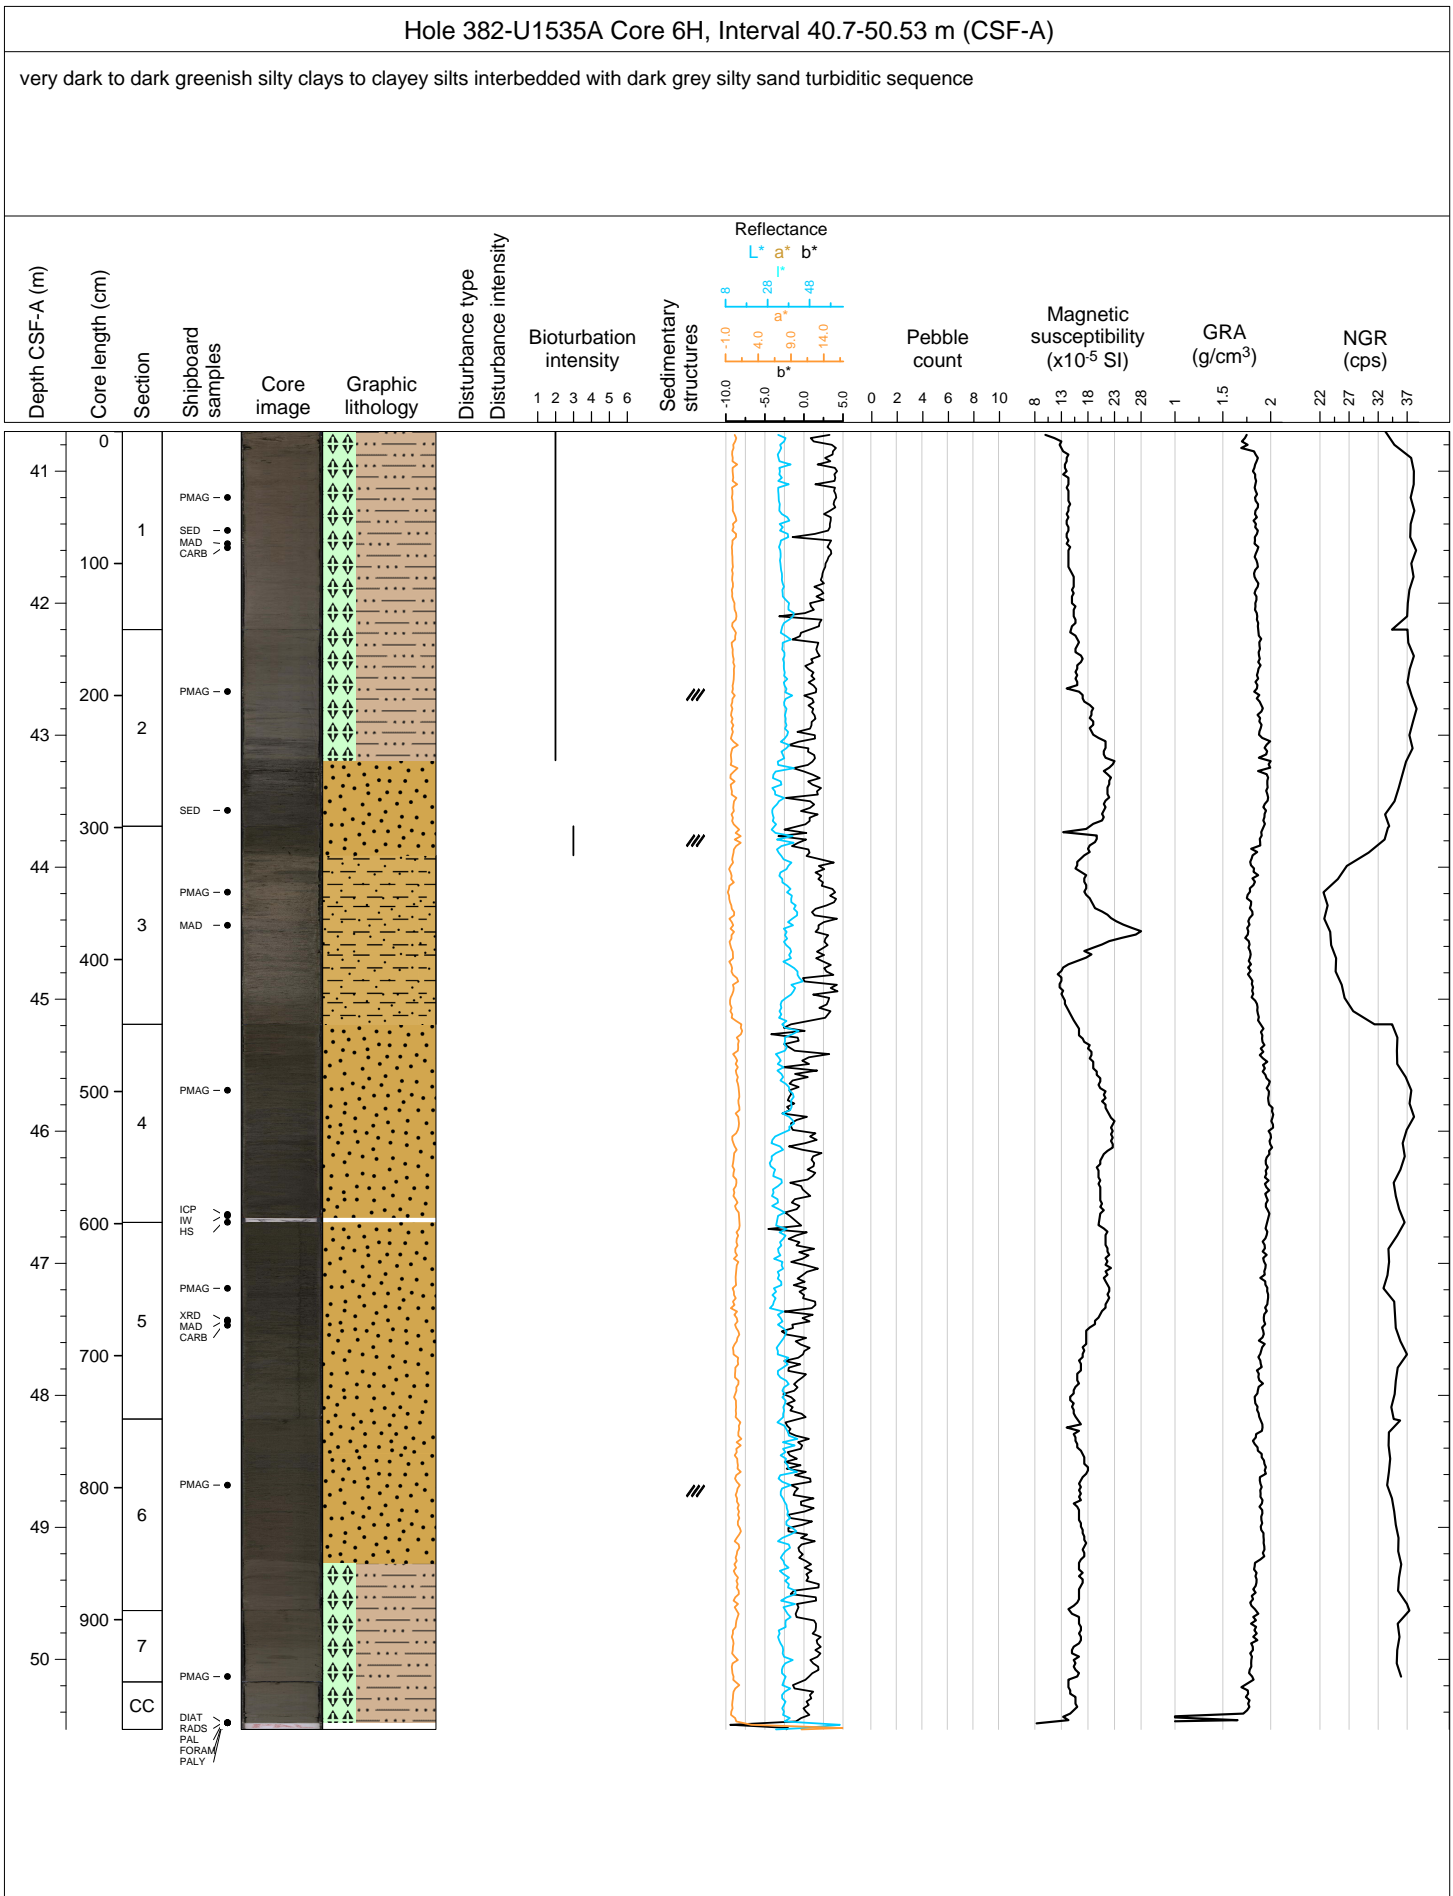 Hole 382-U1535A Core 6H, Interval 40.7-50.53 m (CSF-A)
very dark to dark greenish silty clays to clayey silts interbedded with dark grey silty sand turbiditic sequence
Depth CSF-A (m)
Core length (cm)
Section
Shipboard
samples
Core
image
Graphic
lithology
Disturbance type
Disturbance intensity
Bioturbation
intensity
1 2 3 4 5 6
Sedimentary
structures
Reflectance
L* a* b*
l*
8 28 48
a*
-1.0 4.0 9.0 14.0
b*
-10.0 -5.0 0.0 5.0
Pebble
count
0 2 4 6 8 10
Magnetic
susceptibility
(x10-5 SI)
8 13 18 23 28
GRA
(g/cm3)
1 1.5 2
NGR
(cps)
22 27 32 37
0
41
PMAG
1
SED
MAD
CARB
100
42
PMAG
200
2
43
SED
300
44
PMAG
3
MAD
400
45
PMAG
500
4
46
ICP
IW
HS
600
47
PMAG
XRD
MAD
CARB
5
700
48
PMAG
800
6
49
900
7
50
PMAG
CC
DIAT
RADS
PAL
FORAM
PALY